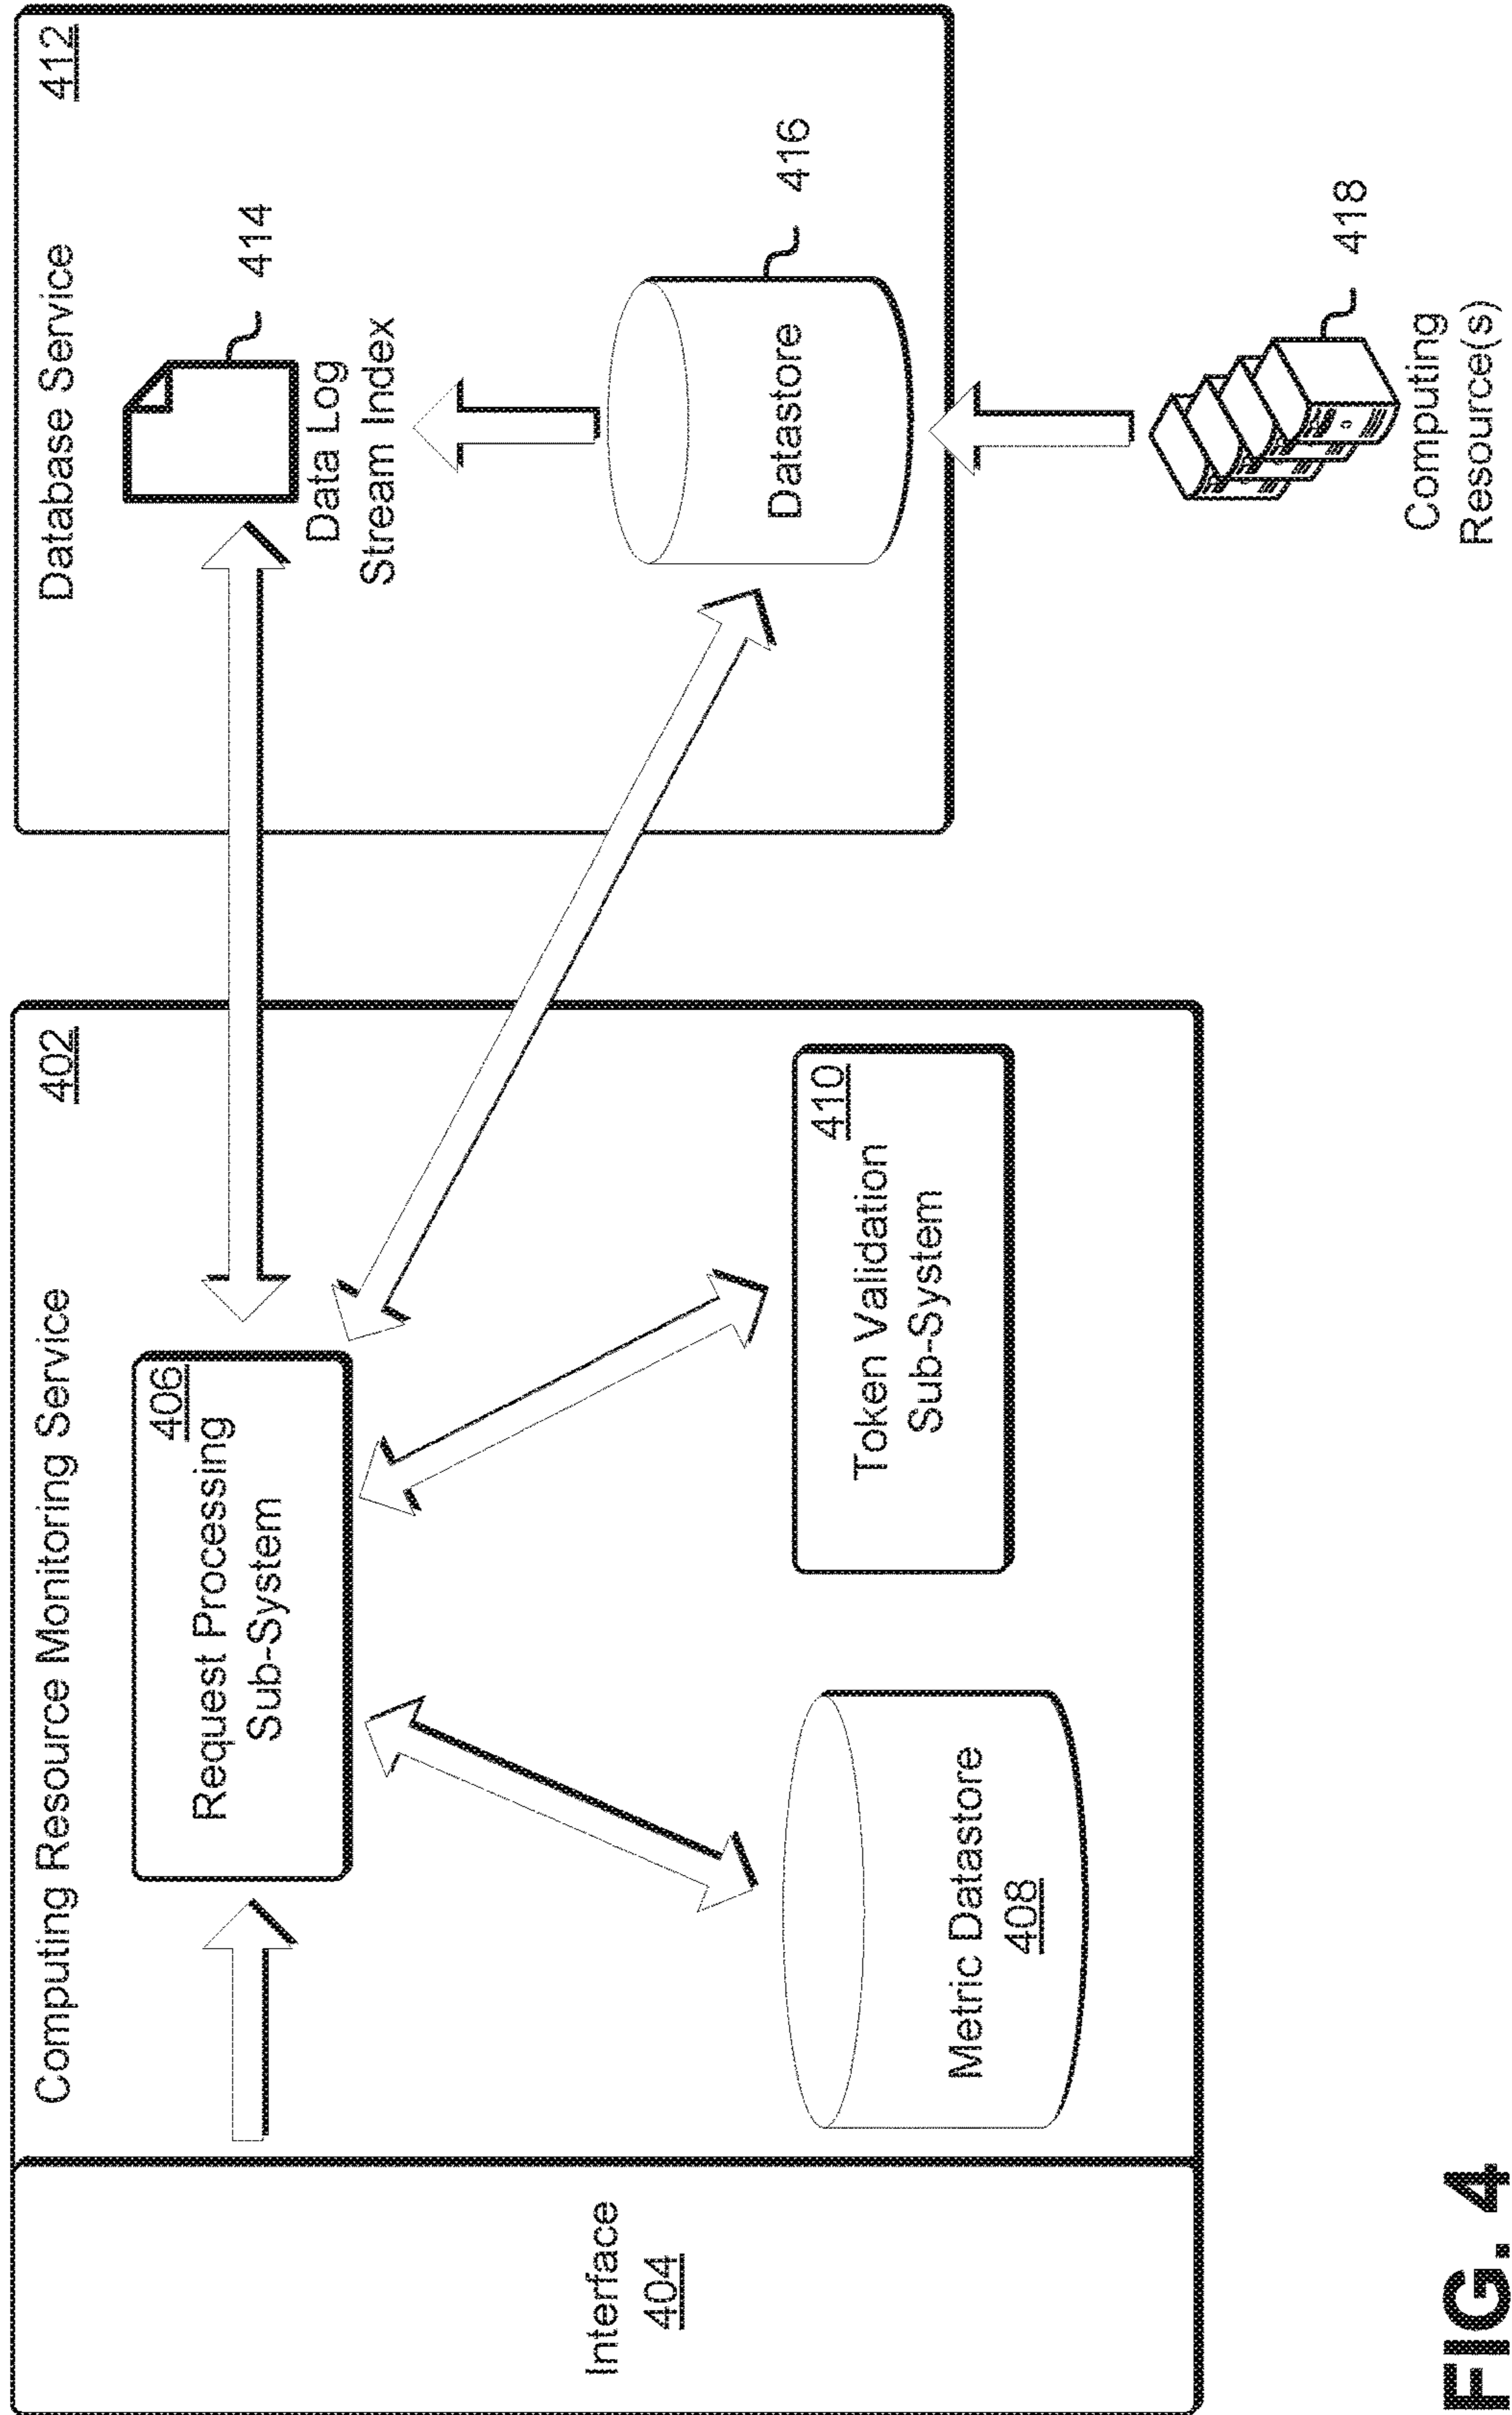 Computing Resource Monitoring Service
402
Interface
404
Request Processing
Sub-System
406
Metric Datastore
408
Token Validation
Sub-System
410
Database Service
412
414
Data Log
Stream Index
Datastore
416
418
Computing
Resource(s)
FIG. 4